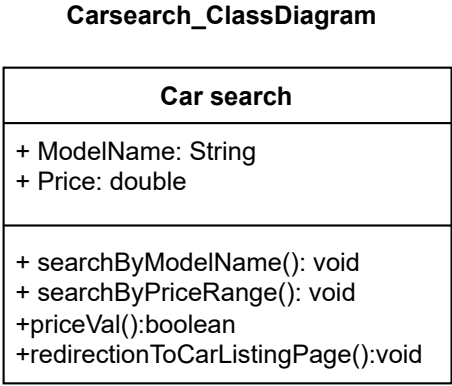 Carsearch_ClassDiagram
Car search
+ ModelName: String
+ Price: double
+ searchByModelName(): void
+ searchByPriceRange(): void
+priceVal():boolean
+redirectionToCarListingPage():void